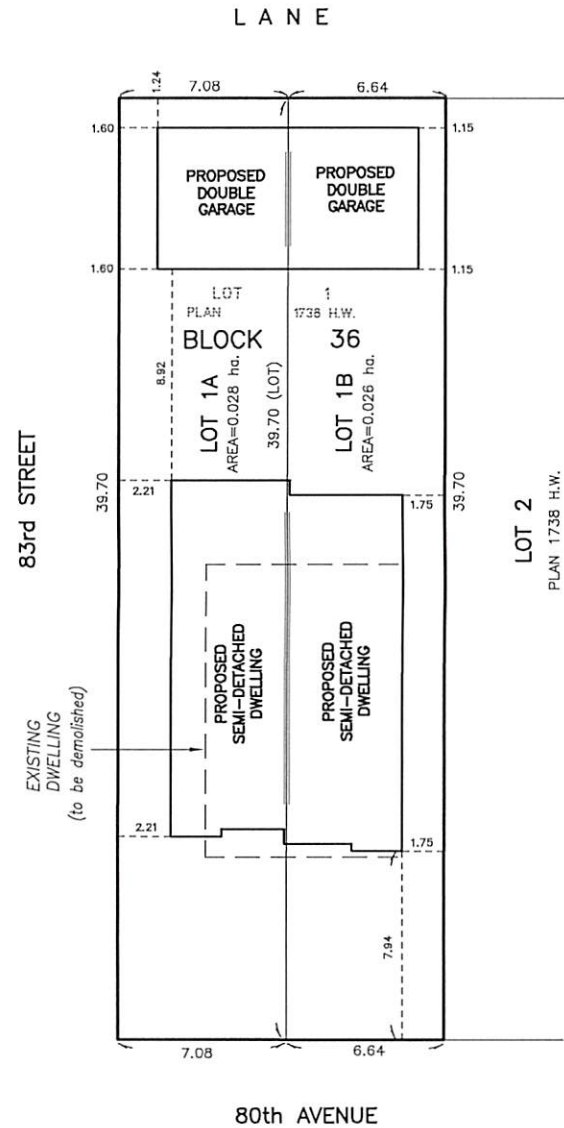 LANE
7.08
6.64
1.24
1.60
1.15
PROPOSED
DOUBLE
GARAGE
PROPOSED
DOUBLE
GARAGE
1.60
1.15
LOT 1
PLAN 1738 H.W.
BLOCK 36
8.92
LOT 1A
AREA=0.028 ha.
39.70 (LOT)
LOT 1B
AREA=0.026 ha.
83rd STREET
39.70
2.21
1.75
39.70
LOT 2
PLAN 1738 H.W.
PROPOSED
SEMI-DETACHED
DWELLING
PROPOSED
SEMI-DETACHED
DWELLING
EXISTING
DWELLING
(to be demolished)
2.21
1.75
7.94
7.08
6.64
80th AVENUE